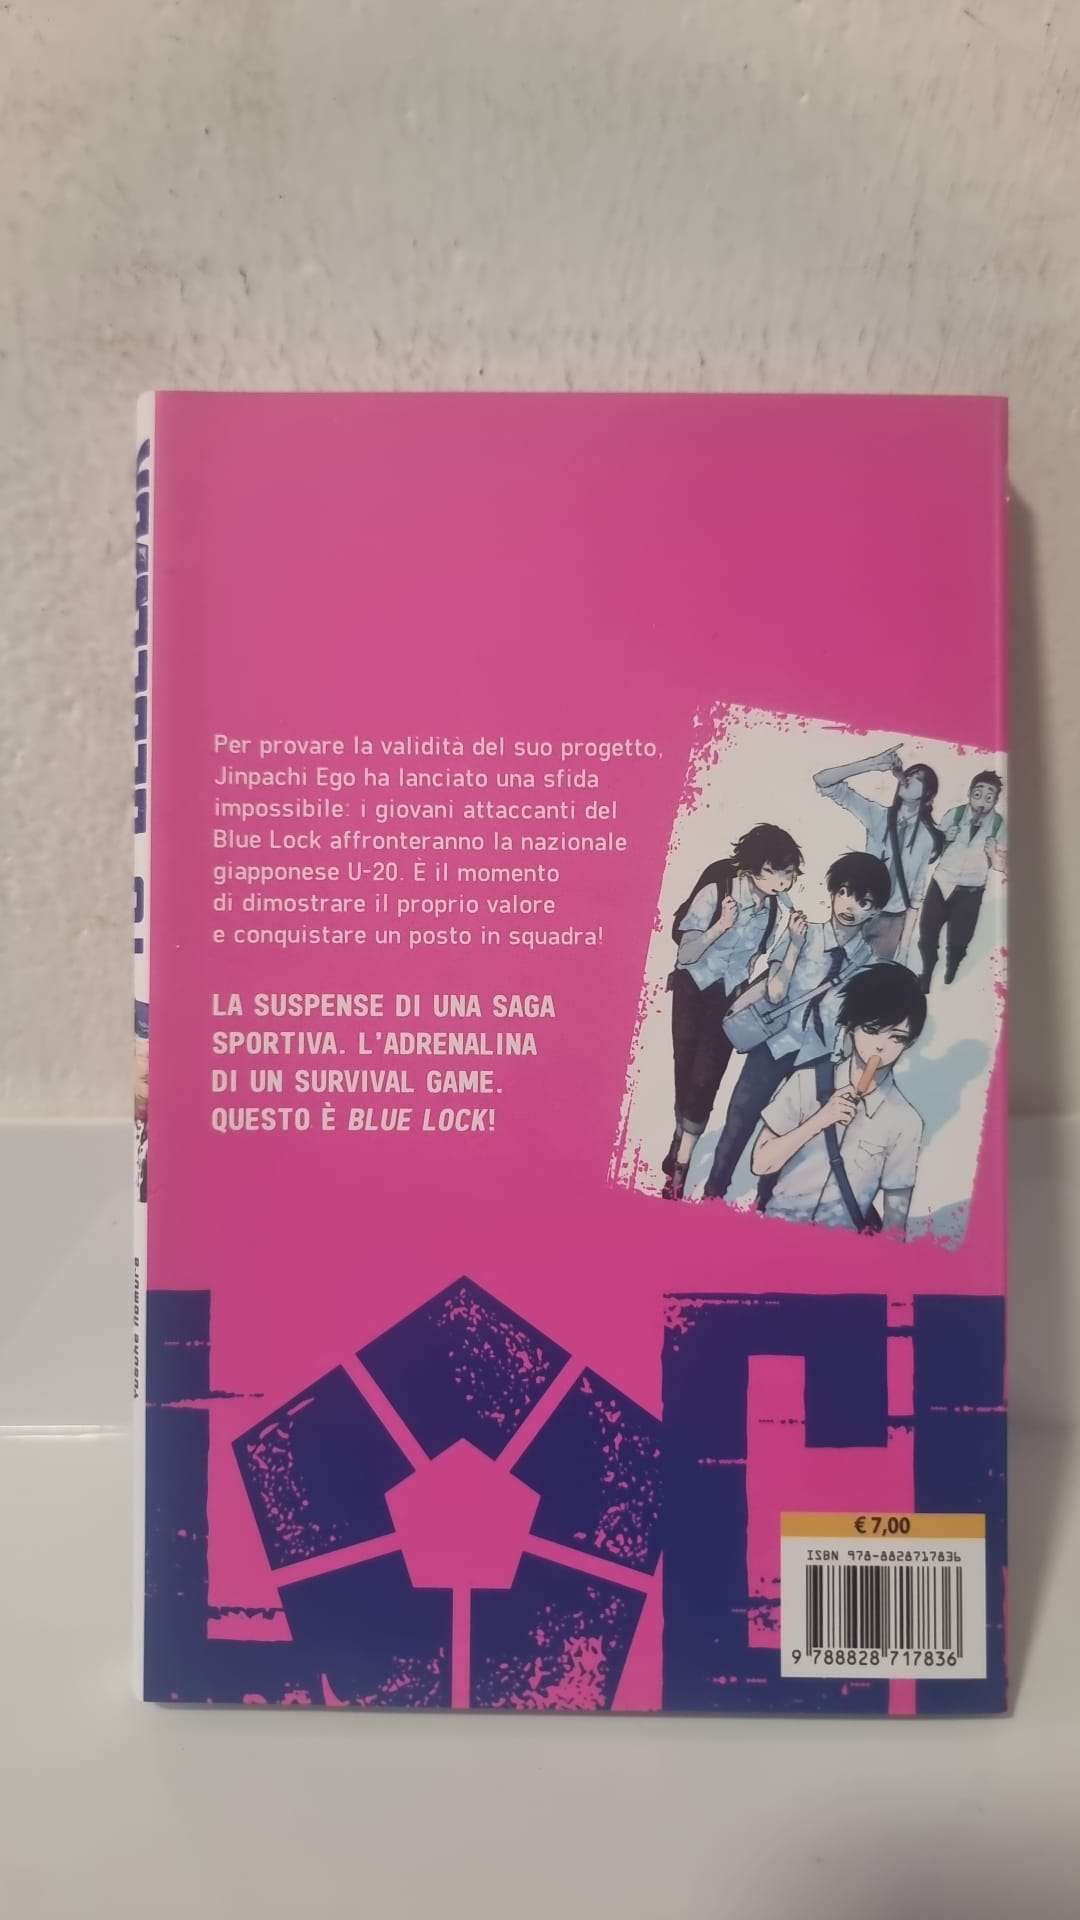 Per provare la validità del suo progetto,
Jinpachi Ego ha lanciato una sfida
impossibile: i giovani attaccanti del
Blue Lock affronteranno la nazionale
giapponese U-20. È il momento
di dimostrare il proprio valore
e conquistare un posto in squadra!
LA SUSPENSE DI UNA SAGA
SPORTIVA. L'ADRENALINA
DI UN SURVIVAL GAME.
QUESTO È BLUE LOCK!
€ 7,00
ISBN 978-8828717836
9 788828 717836
Yusuke Nomura